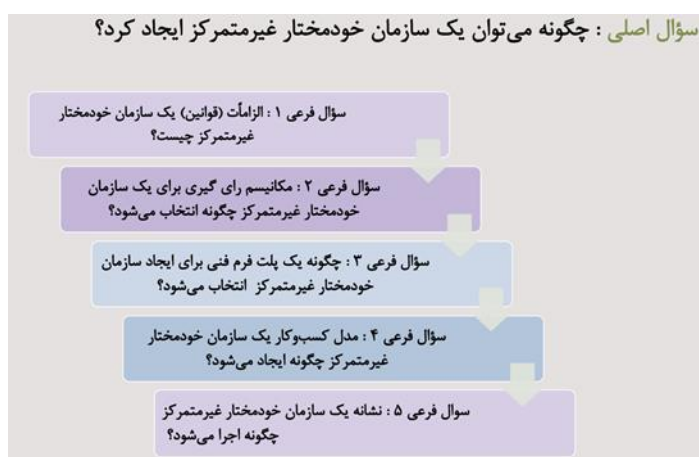 سؤال اصلی : چگونه می‌توان یک سازمان خودمختار غیرمتمرکز ایجاد کرد؟
سؤال فرعی ۱ : الزاماًت (قوانین) یک سازمان خودمختار
غیرمتمرکز چیست؟
سؤال فرعی ۲ : مکانیسم رای گیری برای یک سازمان
خودمختار غیرمتمرکز چگونه انتخاب می‌شود؟
سؤال فرعی ۳ : چگونه یک پلت فرم فنی برای ایجاد سازمان
خودمختار غیرمتمرکز انتخاب می‌شود؟
سؤال فرعی ۴ : مدل کسب‌وکار یک سازمان خودمختار
غیرمتمرکز چگونه ایجاد می‌شود؟
سوال فرعی ۵ : نشانه یک سازمان خودمختار غیرمتمرکز
چگونه اجرا می‌شود؟